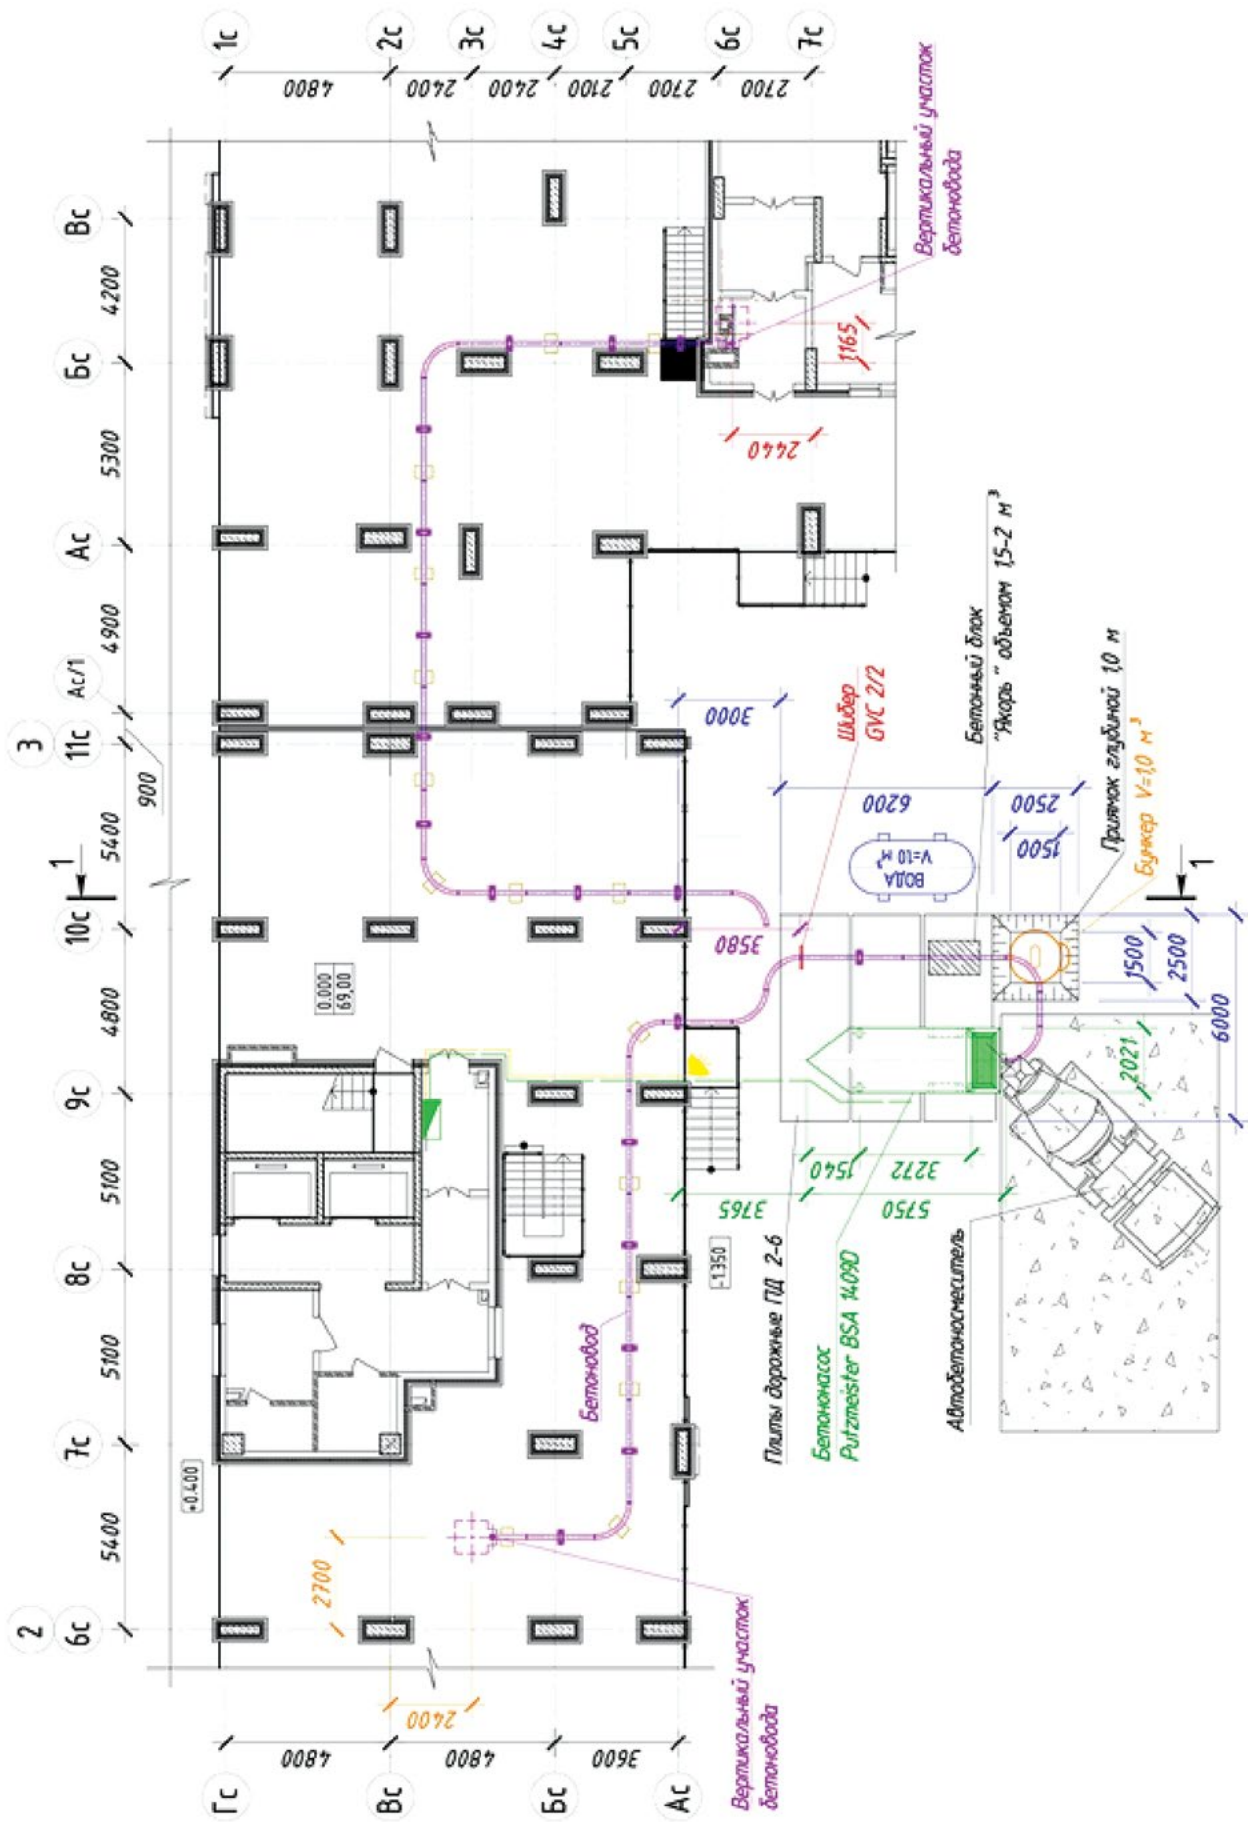 2
3
6с
7с
8с
9с
10с
11с
Ас/1
Ас
Бс
Вс
5400
5100
5100
4800
5400
900
4900
5300
4200
1
1
Гс
Вс
Бс
Ас
4800
4800
3600
2400
2700
1с
2с
3с
4с
5с
6с
7с
4800
2400
2400
2100
2700
2700
+0.400
0.000
69,00
-1.350
Бетоновод
Вертикальный участок
бетоновода
Вертикальный участок
бетоновода
1165
2440
Плиты дорожные ПД 2-6
Бетононасос
Putzmeister BSA 1409D
Автобетоносмеситель
3765
1540
3272
5750
2021
3580
3000
6200
2500
1500
1500
2500
6000
ВОДА
V=1.0 м³
Шибер
GVC 2/2
Бетонный блок
"Якорь" объемом 1,5-2 м³
Приямок глубиной 1,0 м
Бункер V=1,0 м³